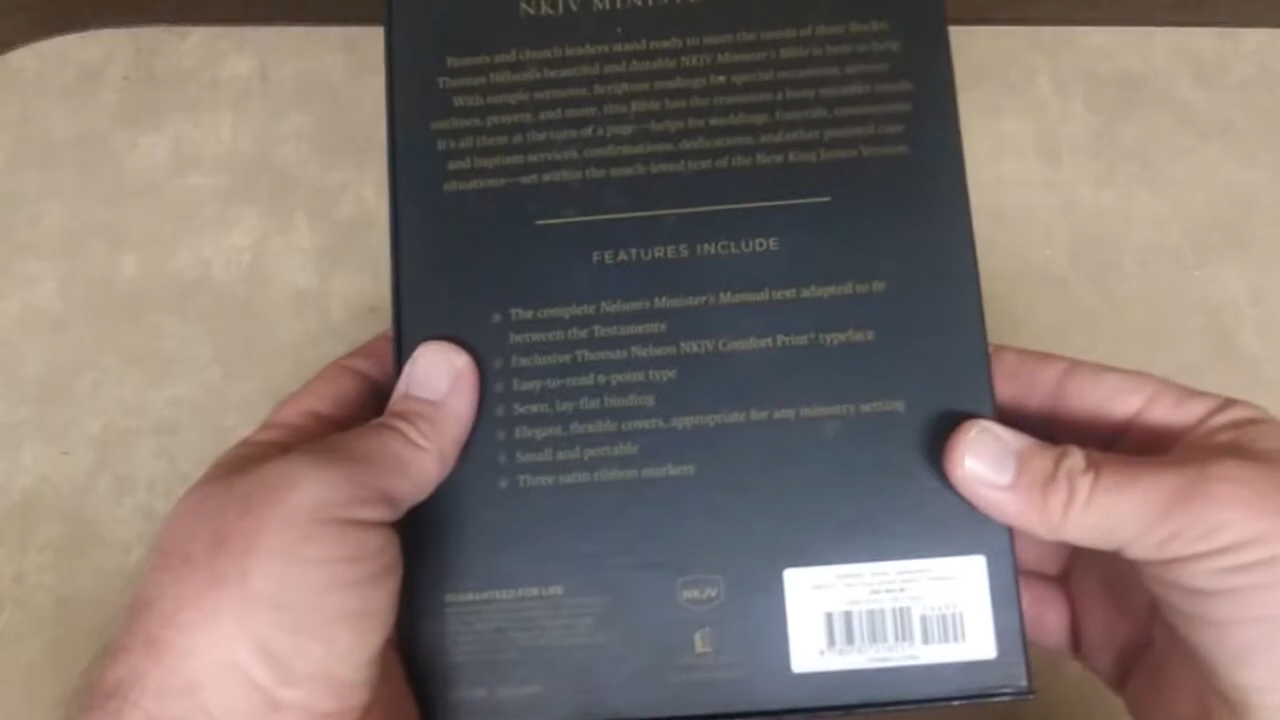 NKJV MINISTE
Pastors and church leaders stand ready to meet the needs of their flocks.
Thomas Nelson's beautiful and durable NKJV Minister's Bible is here to help.
With sample sermons, Scripture readings for special occasions, sermon
outlines, prayers, and more, this Bible has the resources a busy minister needs.
It's all there at the turn of a page—helps for weddings, funerals, communion
and baptism services, confirmations, dedications, and other pastoral care
situations—set within the much-loved text of the New King James Version.
FEATURES INCLUDE
The complete Nelson's Minister's Manual text adapted to fit
between the Testaments
Exclusive Thomas Nelson NKJV Comfort Print® typeface
Easy-to-read 9-point type
Sewn, lay-flat binding
Elegant, flexible covers, appropriate for any ministry setting
Small and portable
Three satin ribbon markers
GUARANTEED FOR LIFE
NKJV